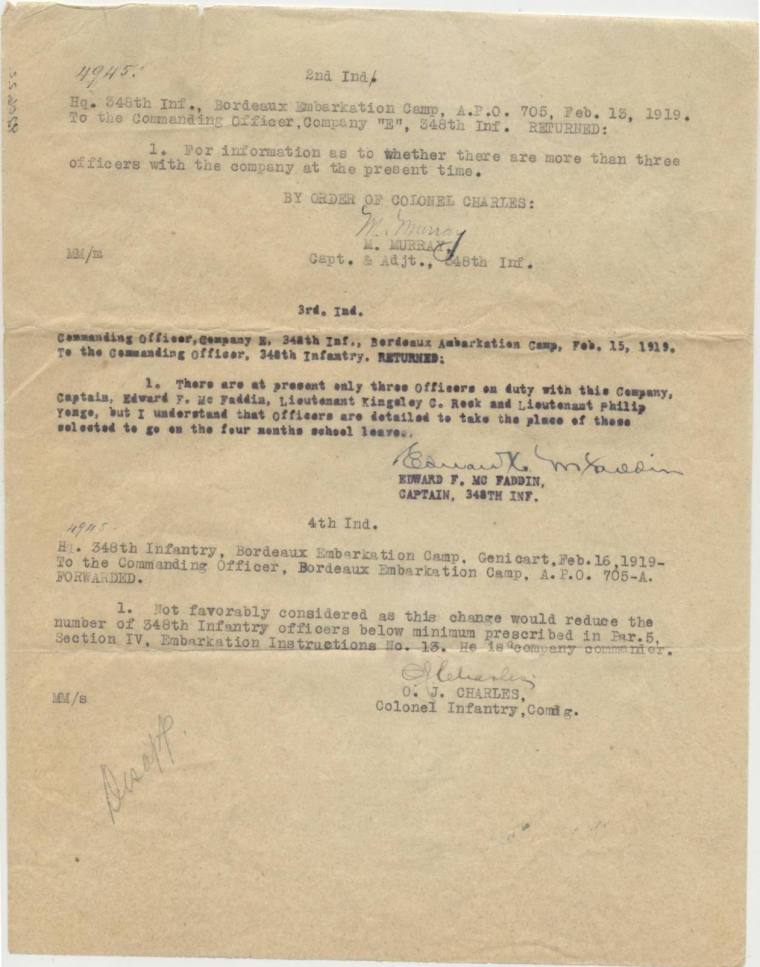 4945.
2nd Ind.
Hq. 348th Inf., Bordeaux Embarkation Camp, A.P.O. 705, Feb. 13, 1919.
To the Commanding Officer,Company "E", 348th Inf. RETURNED:
1. For information as to whether there are more than three
officers with the company at the present time.
BY ORDER OF COLONEL CHARLES:
M. Murray
M. MURRAY,
MM/m
Capt. & Adjt., 348th Inf.
3rd. Ind.
Commanding Officer,Company E, 348th Inf., Bordeaux Ambarkation Camp, Feb. 15, 1919.
To the Commanding Officer, 348th Infantry. RETURNED:
1. There are at present only three Officers on duty with this Company,
Captain, Edward F. Mc Faddin, Lieutenant Kingsley C. Reck and Lieutenant Philip
Yonge, but I understand that Officers are detailed to take the place of those
selected to go on the four months school leave..
Edward F. McFaddin
EDWARD F. MC FADDIN,
CAPTAIN, 348TH INF.
4945.
4th Ind.
Hq. 348th Infantry, Bordeaux Embarkation Camp, Genicart,Feb.16,1919-
To the Commanding Officer, Bordeaux Embarkation Camp, A.P.O. 705-A.
FORWARDED.
1. Not favorably considered as this change would reduce the
number of 348th Infantry officers below minimum prescribed in Par.5,
Section IV, Embarkation Instructions No. 13. He is company commander.
OJCharles
O. J. CHARLES,
MM/s
Colonel Infantry,Comdg.
Disapp.